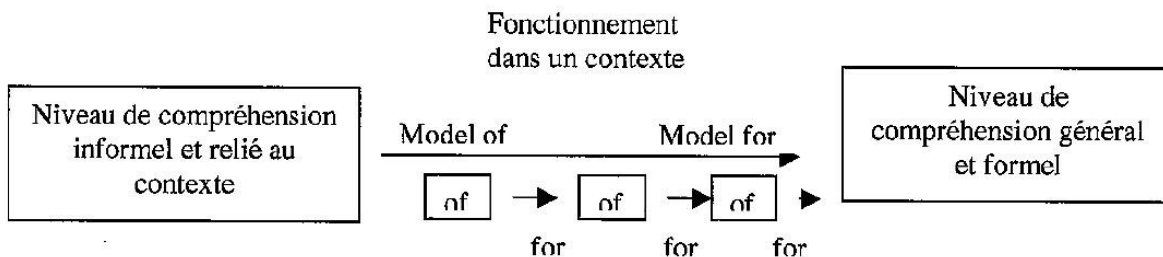 Fonctionnement
dans un contexte
Niveau de compréhension
informel et relié au
contexte
Model of
Model for
of
of
of
for
for
for
Niveau de
compréhension général
et formel